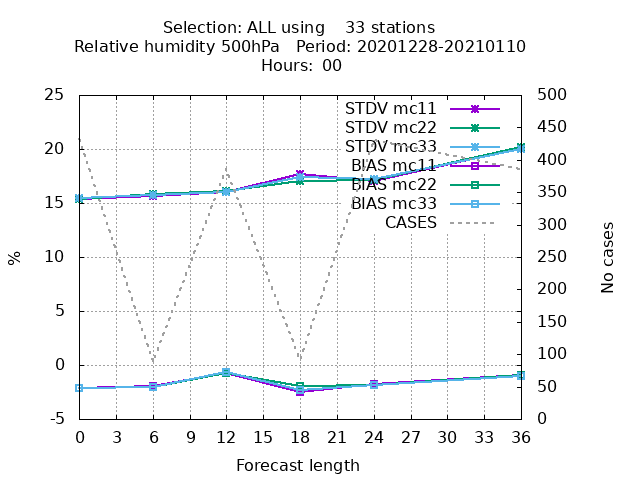 Selection: ALL using 33 stations
Relative humidity 500hPa Period: 20201228-20210110
Hours: 00
25
20
15
10
5
0
-5
500
450
400
350
300
250
200
150
100
50
0
STDV mc11
STDV mc22
STDV mc33
BIAS mc11
BIAS mc22
BIAS mc33
CASES
%
No cases
0 3 6 9 12 15 18 21 24 27 30 33 36
Forecast length